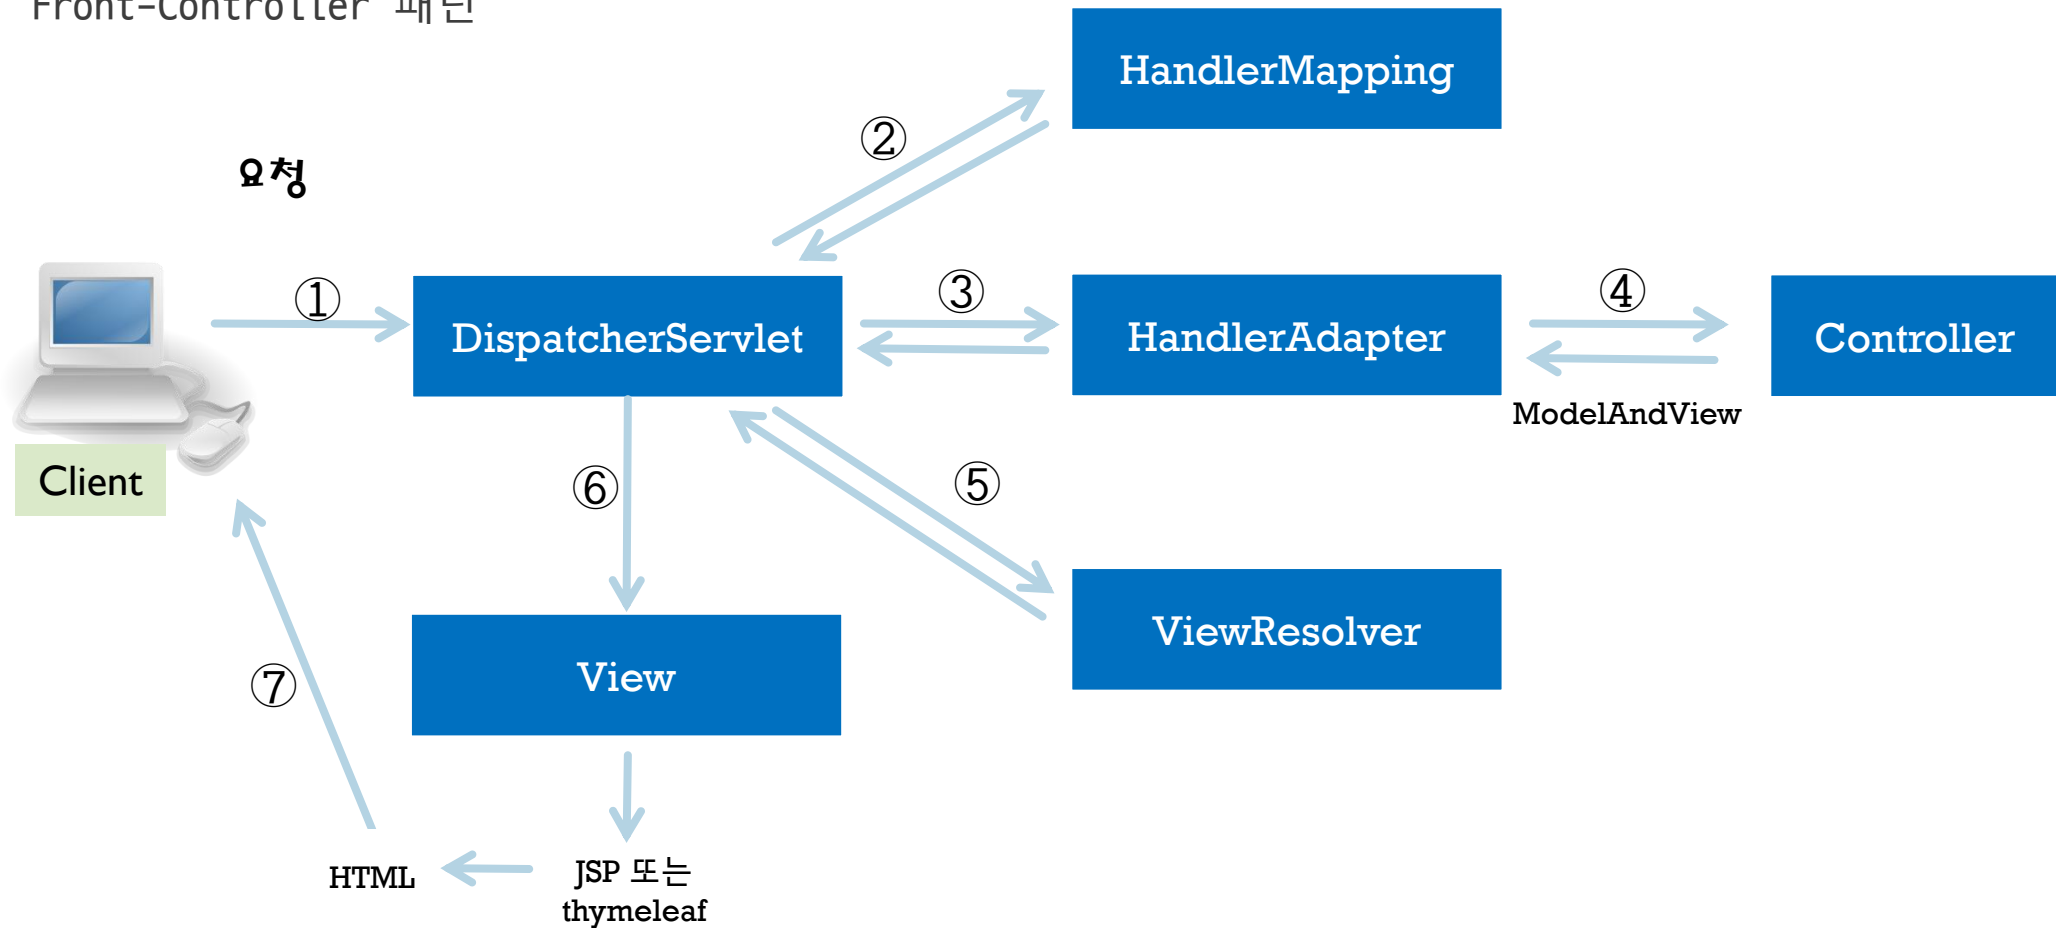 Front-Controller 패턴
HandlerMapping
②
요청
①
DispatcherServlet
③
HandlerAdapter
④
Controller
ModelAndView
Client
⑥
⑤
ViewResolver
View
⑦
HTML
JSP 또는
thymeleaf